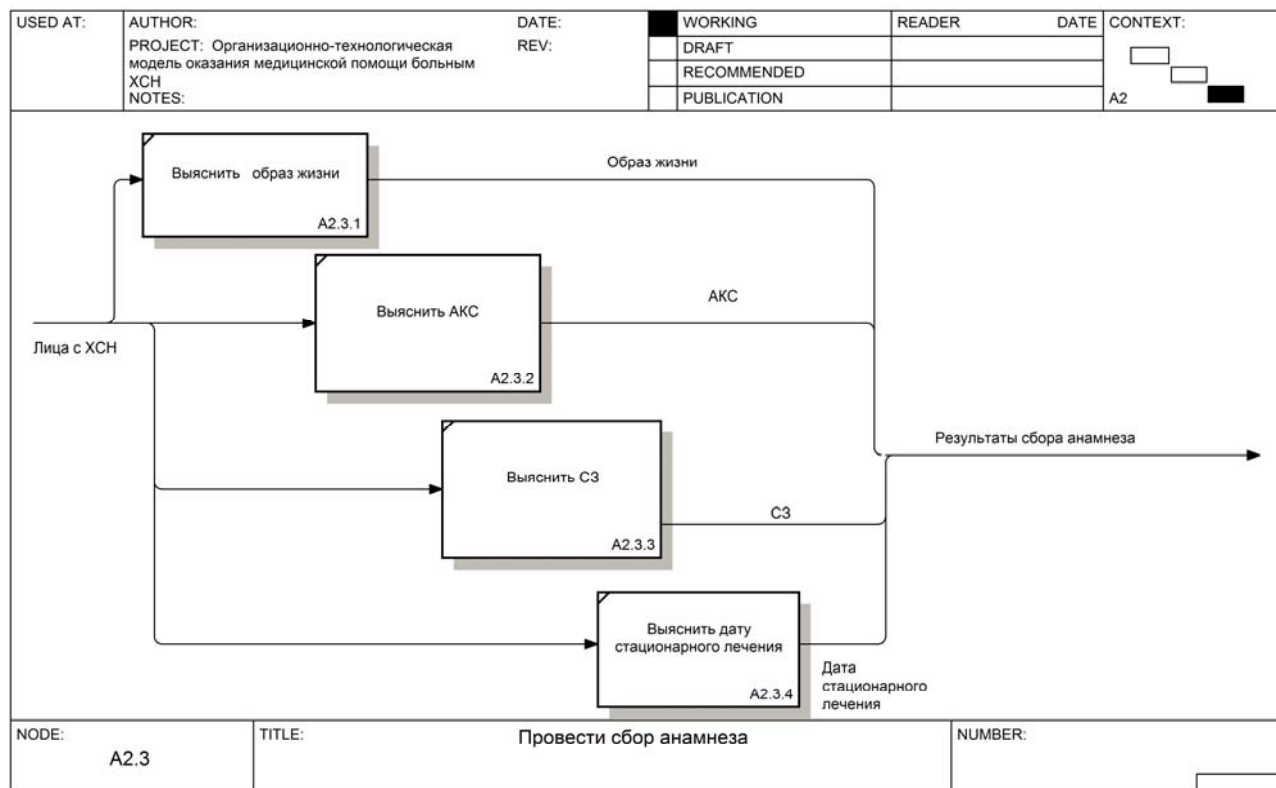 USED AT:
AUTHOR:
DATE:
PROJECT: Организационно-технологическая
модель оказания медицинской помощи больным
ХСН
REV:
NOTES:
WORKING
DRAFT
RECOMMENDED
PUBLICATION
READER
DATE
CONTEXT:
A2
Выяснить образ жизни
A2.3.1
Образ жизни
Выяснить АКС
A2.3.2
АКС
Лица с ХСН
Выяснить СЗ
A2.3.3
СЗ
Результаты сбора анамнеза
Выяснить дату
стационарного лечения
A2.3.4
Дата
стационарного
лечения
NODE:
A2.3
TITLE:
Провести сбор анамнеза
NUMBER: